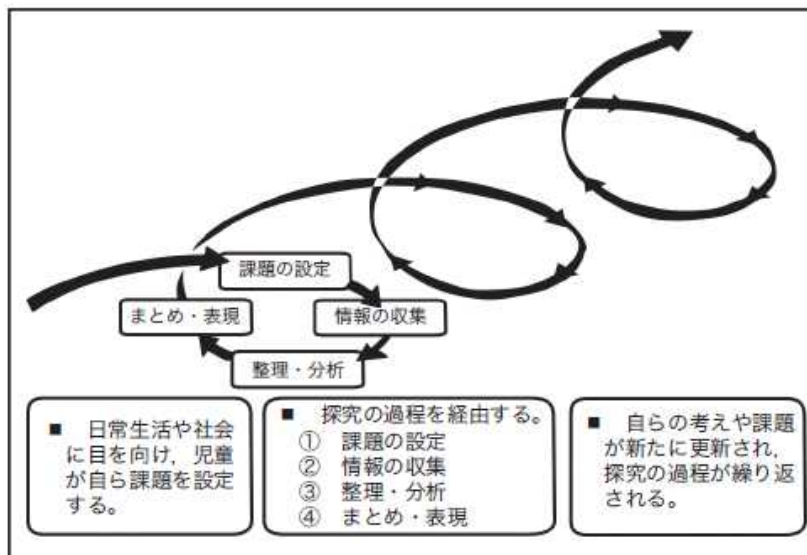 課題の設定
まとめ・表現
情報の収集
整理・分析
■ 日常生活や社会
に目を向け，児童
が自ら課題を設定
する。
■ 探究の過程を経由する。
① 課題の設定
② 情報の収集
③ 整理・分析
④ まとめ・表現
■ 自らの考えや課題
が新たに更新され，
探究の過程が繰り返
される。